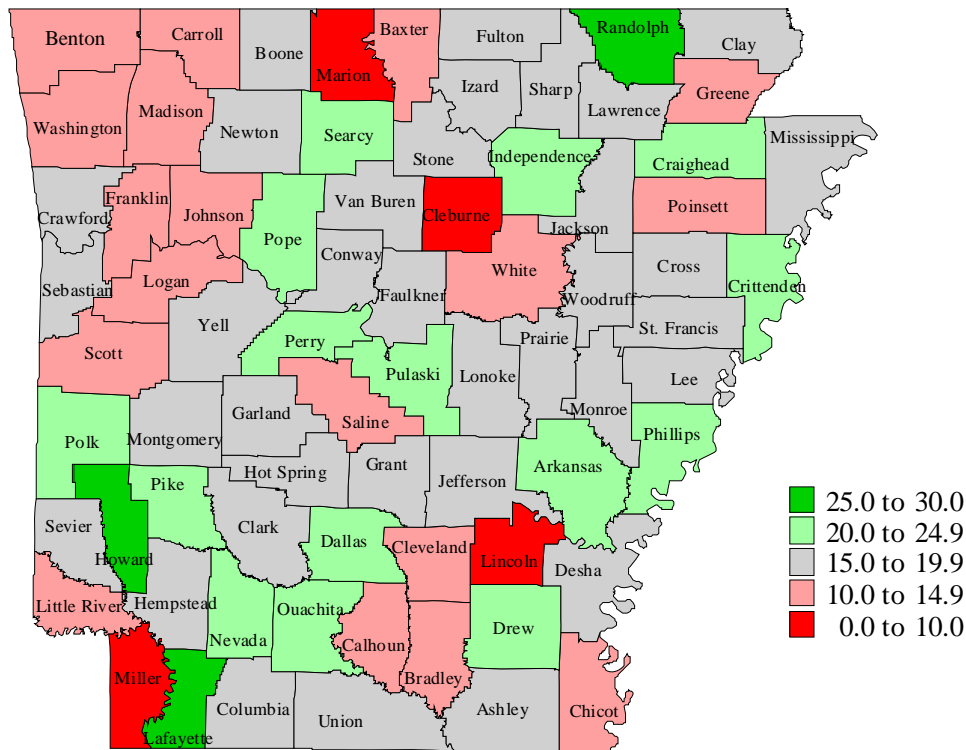 Benton
Carroll
Boone
Marion
Baxter
Fulton
Randolph
Clay
Washington
Madison
Newton
Searcy
Izard
Sharp
Lawrence
Greene
Stone
Independence
Craighead
Mississippi
Crawford
Franklin
Johnson
Pope
Van Buren
Cleburne
Jackson
Poinsett
Sebastian
Logan
Conway
Faulkner
White
Woodruff
Cross
Crittenden
Scott
Yell
Perry
Pulaski
Lonoke
Prairie
St. Francis
Lee
Polk
Montgomery
Garland
Saline
Monroe
Phillips
Pike
Hot Spring
Grant
Jefferson
Arkansas
Sevier
Howard
Clark
Dallas
Cleveland
Lincoln
Desha
Little River
Hempstead
Nevada
Ouachita
Calhoun
Bradley
Drew
Miller
Lafayette
Columbia
Union
Ashley
Chicot
25.0 to 30.0
20.0 to 24.9
15.0 to 19.9
10.0 to 14.9
0.0 to 10.0